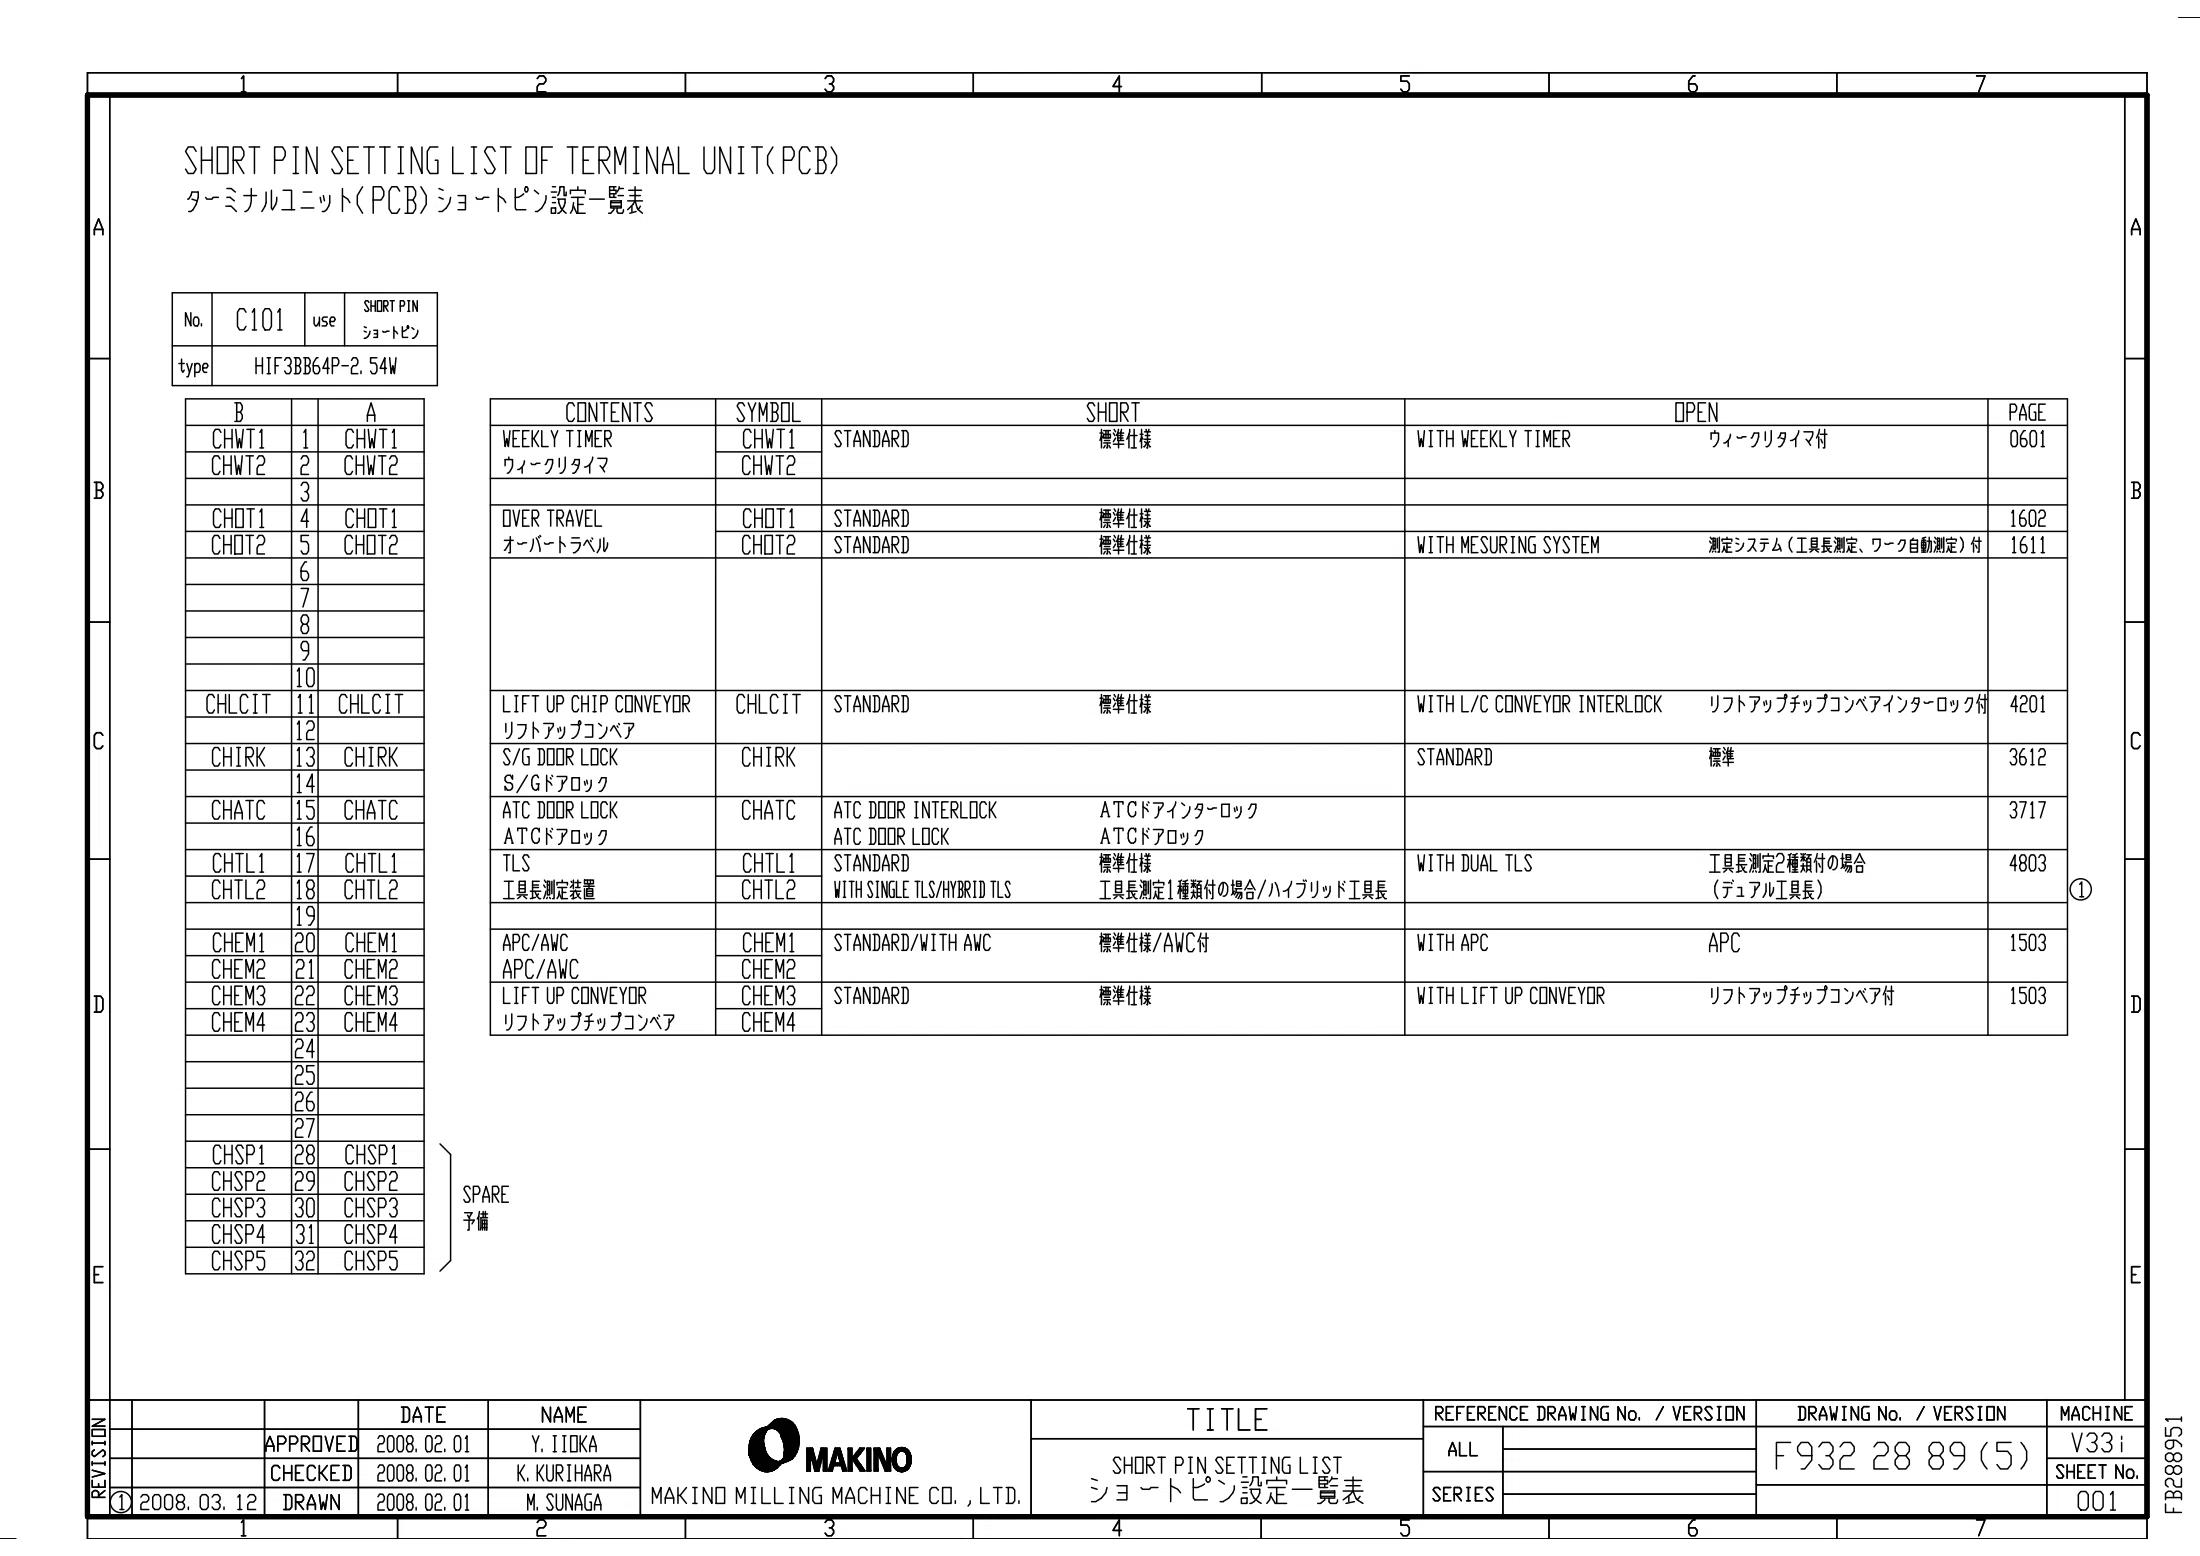 1 2 3 4 5 6 7
SHORT PIN SETTING LIST OF TERMINAL UNIT(PCB)
ターミナルユニット(PCB)ショートピン設定一覧表
A A
No. C101 use SHORT PIN
ショートピン
type HIF3BB64P-2.54W
B A
CHWT1 1 CHWT1
CHWT2 2 CHWT2
3
CHOT1 4 CHOT1
CHOT2 5 CHOT2
6
7
8
9
10
CHLCIT 11 CHLCIT
12
CHIRK 13 CHIRK
14
CHATC 15 CHATC
16
CHTL1 17 CHTL1
CHTL2 18 CHTL2
19
CHEM1 20 CHEM1
CHEM2 21 CHEM2
CHEM3 22 CHEM3
CHEM4 23 CHEM4
24
25
26
27
CHSP1 28 CHSP1
CHSP2 29 CHSP2
CHSP3 30 CHSP3
CHSP4 31 CHSP4
CHSP5 32 CHSP5
SPARE
予備
CONTENTS SYMBOL SHORT OPEN PAGE
WEEKLY TIMER CHWT1 STANDARD 標準仕様 WITH WEEKLY TIMER ウィークリタイマ付 0601
ウィークリタイマ CHWT2
OVER TRAVEL CHOT1 STANDARD 標準仕様 1602
オーバートラベル CHOT2 STANDARD 標準仕様 WITH MESURING SYSTEM 測定システム(工具長測定、ワーク自動測定)付 1611
LIFT UP CHIP CONVEYOR CHLCIT STANDARD 標準仕様 WITH L/C CONVEYOR INTERLOCK リフトアップチップコンベアインターロック付 4201
リフトアップコンベア
S/G DOOR LOCK CHIRK STANDARD 標準 3612
S/Gドアロック
ATC DOOR LOCK CHATC ATC DOOR INTERLOCK ATCドアインターロック 3717
ATCドアロック ATC DOOR LOCK ATCドアロック
TLS CHTL1 STANDARD 標準仕様 WITH DUAL TLS 工具長測定2種類付の場合 4803
工具長測定装置 CHTL2 WITH SINGLE TLS/HYBRID TLS 工具長測定1種類付の場合/ハイブリッド工具長 (デュアル工具長) ①
APC/AWC CHEM1 STANDARD/WITH AWC 標準仕様/AWC付 WITH APC APC 1503
APC/AWC CHEM2
LIFT UP CONVEYOR CHEM3 STANDARD 標準仕様 WITH LIFT UP CONVEYOR リフトアップチップコンベア付 1503
リフトアップチップコンベア CHEM4
B B
C C
D D
E E
REVISION
① 2008.03.12
DATE NAME
APPROVED 2008.02.01 Y.IIOKA
CHECKED 2008.02.01 K.KURIHARA
DRAWN 2008.02.01 M.SUNAGA
MAKINO
MAKINO MILLING MACHINE CO.,LTD.
TITLE
SHORT PIN SETTING LIST
ショートピン設定一覧表
REFERENCE DRAWING No. / VERSION
ALL
SERIES
DRAWING No. / VERSION
F932 28 89(5)
MACHINE
V33i
SHEET No.
001
FB288951
1 2 3 4 5 6 7